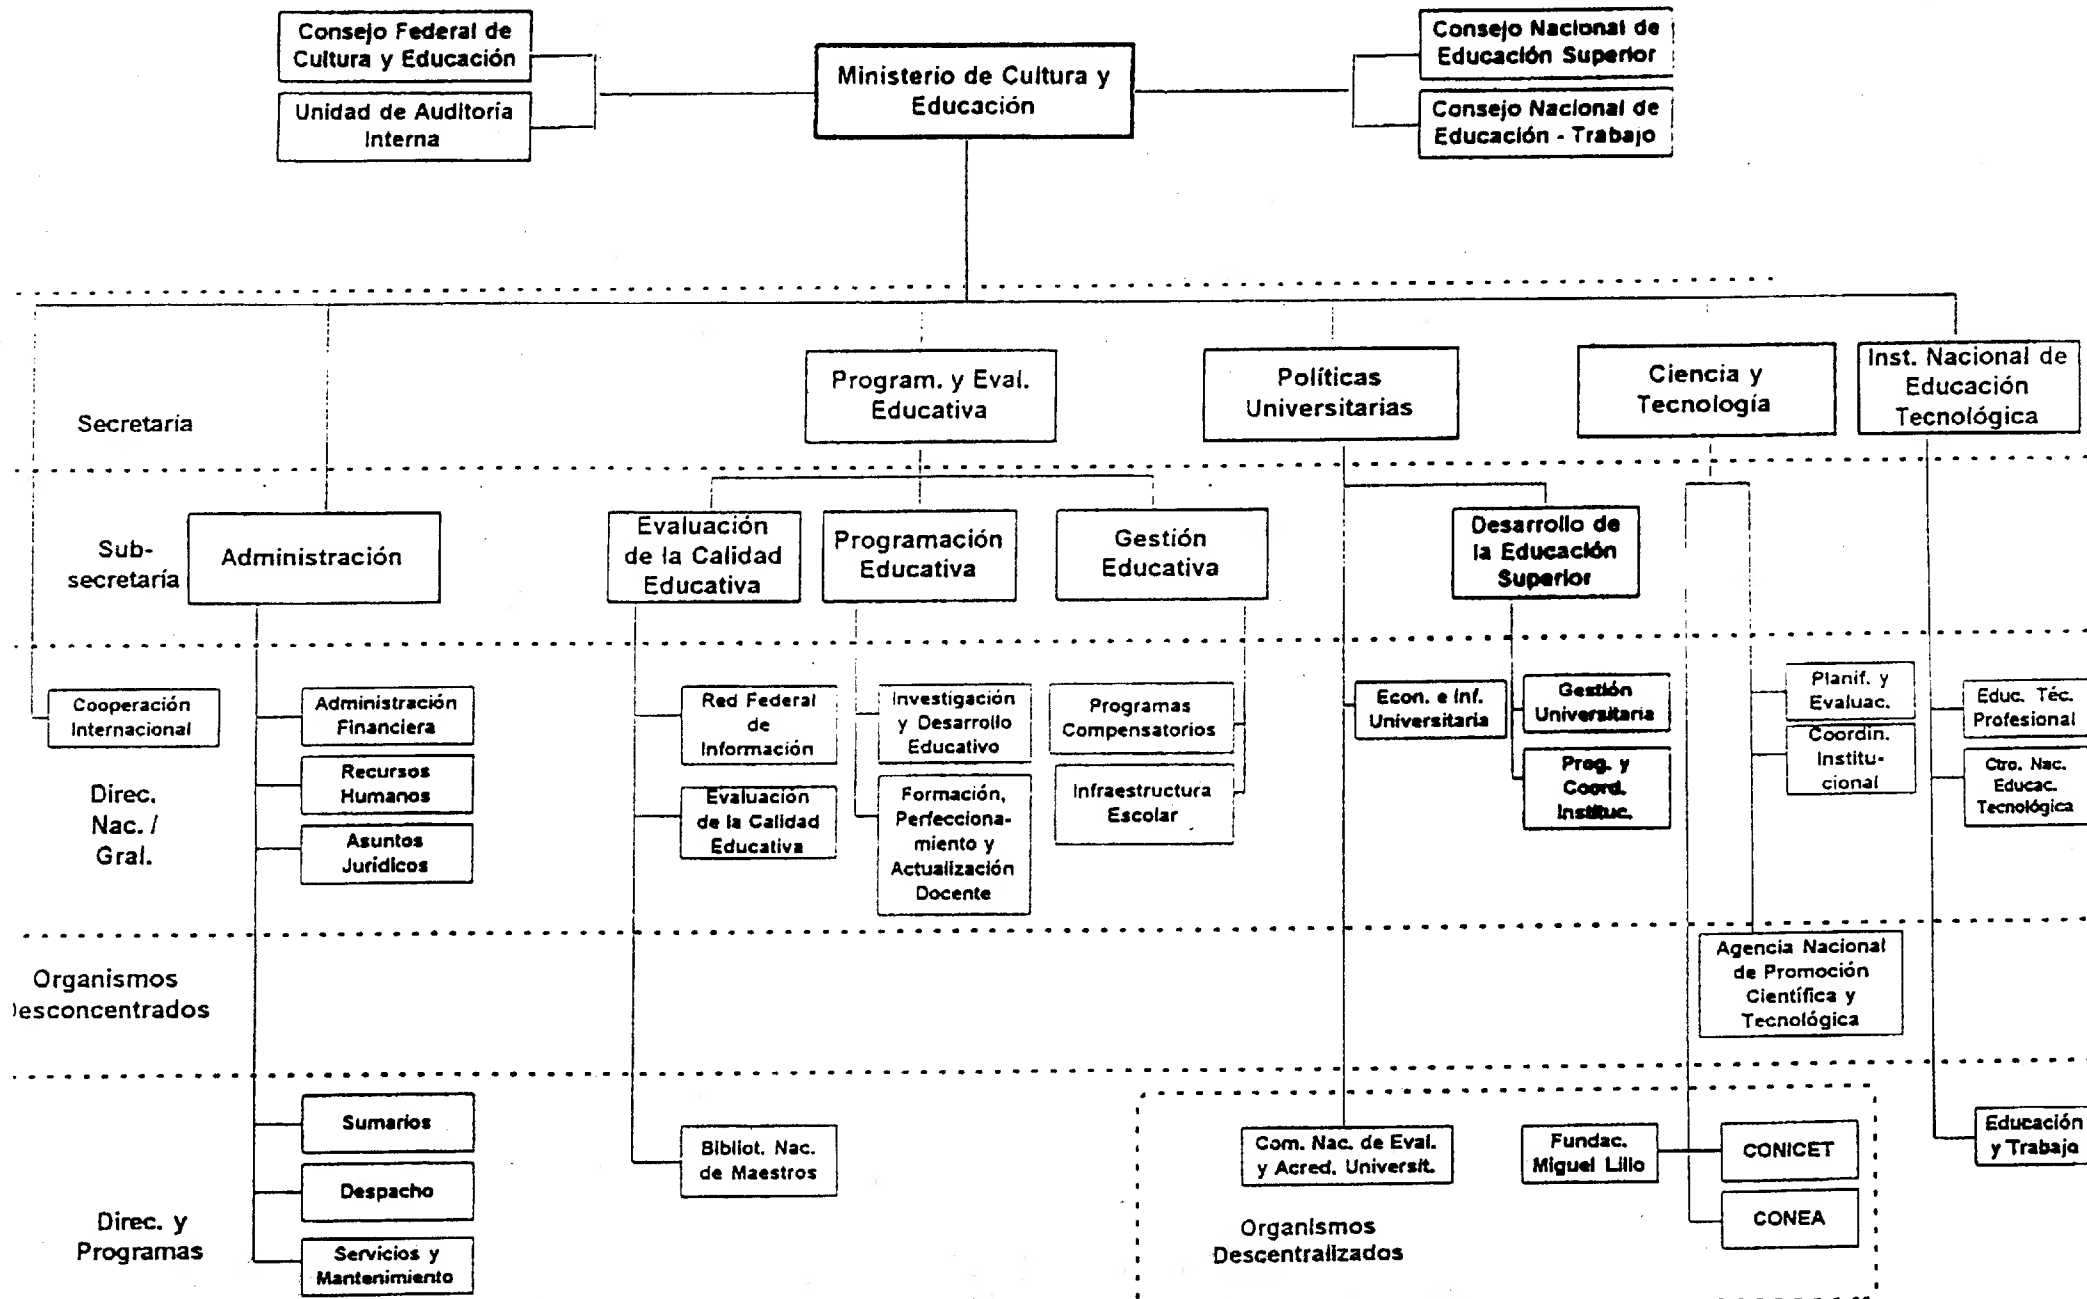 Consejo Federal de
Cultura y Educación
Unidad de Auditoría
Interna
Ministerio de Cultura y
Educación
Consejo Nacional de
Educación Superior
Consejo Nacional de
Educación - Trabajo
Secretaría
Program. y Eval.
Educativa
Políticas
Universitarias
Ciencia y
Tecnología
Inst. Nacional de
Educación
Tecnológica
Sub-
secretaría
Administración
Evaluación
de la Calidad
Educativa
Programación
Educativa
Gestión
Educativa
Desarrollo de
la Educación
Superior
Direc.
Nac. /
Gral.
Cooperación
Internacional
Administración
Financiera
Recursos
Humanos
Asuntos
Jurídicos
Red Federal
de
Información
Evaluación
de la Calidad
Educativa
Investigación
y Desarrollo
Educativo
Formación,
Perfecciona-
miento y
Actualización
Docente
Programas
Compensatorios
Infraestructura
Escolar
Econ. e Inf.
Universitaria
Gestión
Universitaria
Prog. y
Coord.
Instituc.
Planif. y
Evaluac.
Coordin.
Institu-
cional
Educ. Téc.
Profesional
Ctro. Nac.
Educac.
Tecnológica
Organismos
esconcentrados
Agencia Nacional
de Promoción
Científica y
Tecnológica
Direc. y
Programas
Sumarios
Despacho
Servicios y
Mantenimiento
Bibliot. Nac.
de Maestros
Com. Nac. de Eval.
y Acred. Universit.
Fundac.
Miguel Lillo
CONICET
CONEA
Organismos
Descentralizados
Educación
y Trabajo